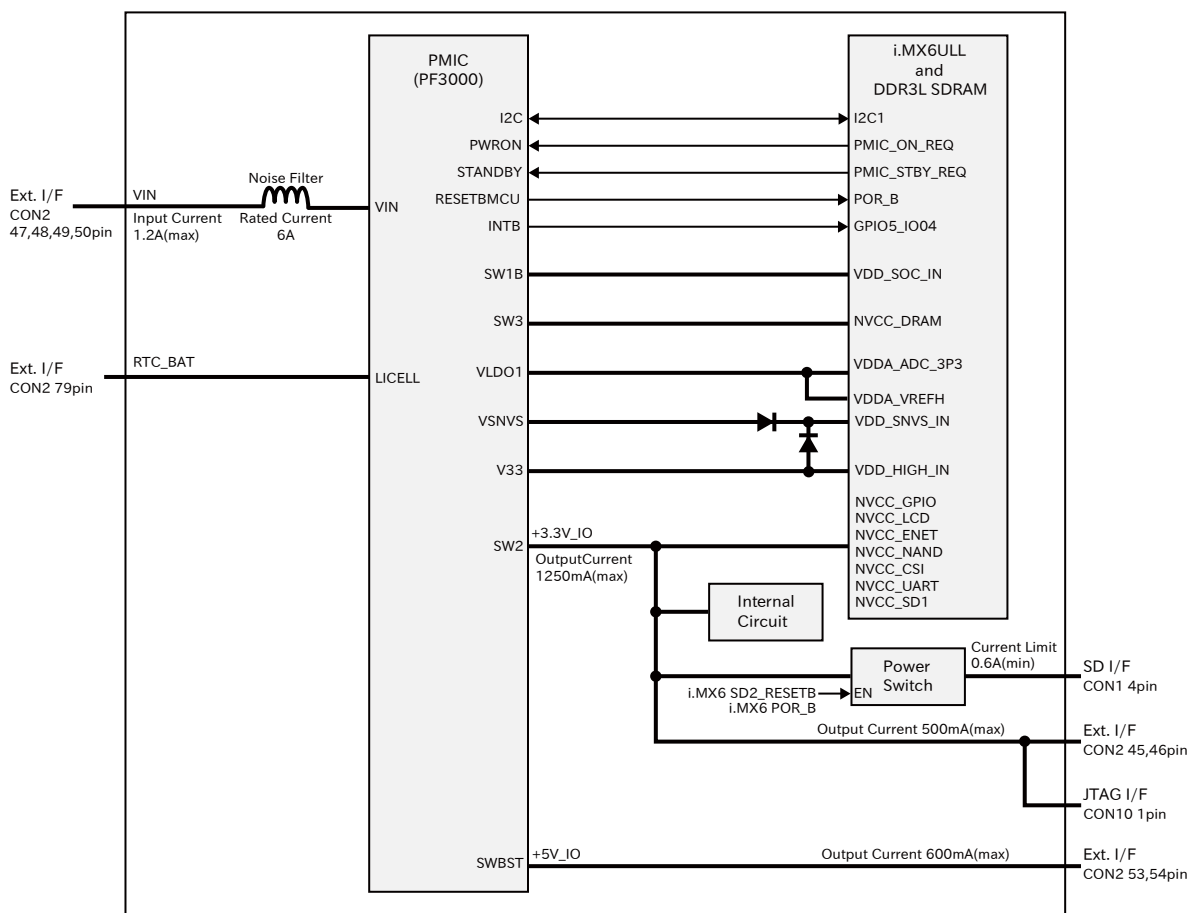 PMIC
(PF3000)
i.MX6ULL
and
DDR3L SDRAM
I2C
I2C1
PWRON
PMIC_ON_REQ
STANDBY
PMIC_STBY_REQ
RESETBMCU
POR_B
INTB
GPIO5_IO04
Ext. I/F
CON2
47,48,49,50pin
VIN
Input Current
1.2A(max)
Noise Filter
Rated Current
6A
VIN
SW1B
VDD_SOC_IN
SW3
NVCC_DRAM
Ext. I/F
CON2 79pin
RTC_BAT
LICELL
VLDO1
VDDA_ADC_3P3
VDDA_VREFH
VSNVS
VDD_SNVS_IN
V33
VDD_HIGH_IN
SW2
+3.3V_IO
OutputCurrent
1250mA(max)
NVCC_GPIO
NVCC_LCD
NVCC_ENET
NVCC_NAND
NVCC_CSI
NVCC_UART
NVCC_SD1
Internal
Circuit
Power
Switch
EN
i.MX6 SD2_RESETB
i.MX6 POR_B
Current Limit
0.6A(min)
SD I/F
CON1 4pin
Output Current 500mA(max)
Ext. I/F
CON2 45,46pin
JTAG I/F
CON10 1pin
SWBST
+5V_IO
Output Current 600mA(max)
Ext. I/F
CON2 53,54pin